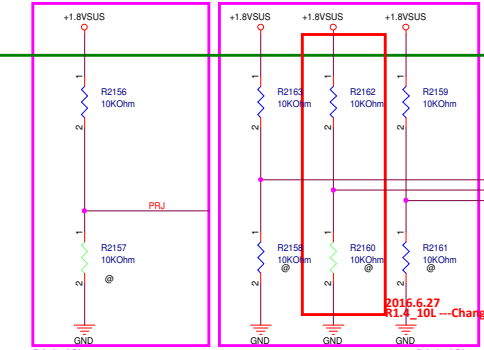 +1.8VSUS
+1.8VSUS
+1.8VSUS
+1.8VSUS
1
R2156
10KOhm
2
1
R2163
10KOhm
2
1
R2162
10KOhm
2
1
R2159
10KOhm
2
PRJ
1
R2157
@
2
1
R2158
10KOhm
@
2
1
R2160
10KOhm
@
2
1
R2161
10KOhm
@
2
2016.6.27
R1.4_10L ---Chang
GND
GND
GND
GND